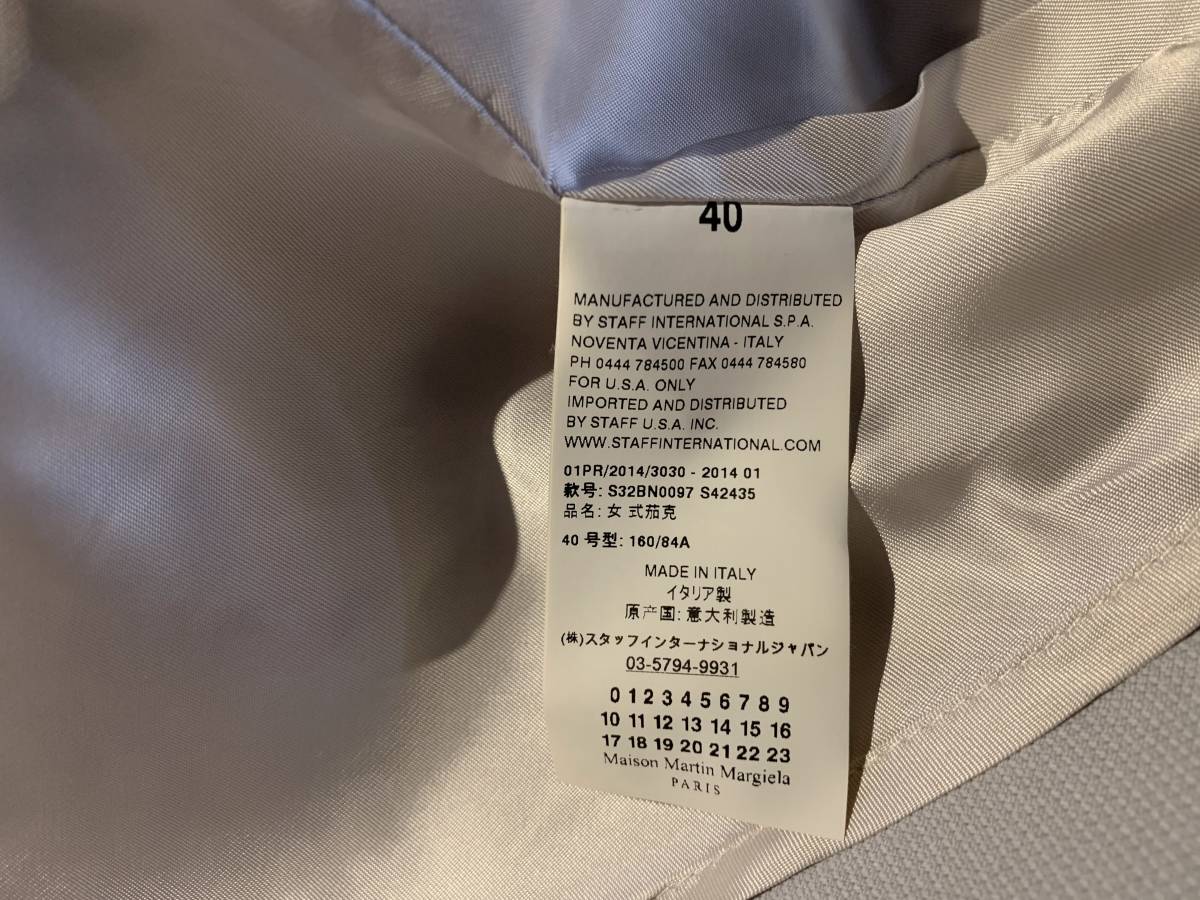 40
MANUFACTURED AND DISTRIBUTED
BY STAFF INTERNATIONAL S.P.A.
NOVENTA VICENTINA - ITALY
PH 0444 784500 FAX 0444 784580
FOR U.S.A. ONLY
IMPORTED AND DISTRIBUTED
BY STAFF U.S.A. INC.
WWW.STAFFINTERNATIONAL.COM
01PR/2014/3030 - 2014 01
款号: S32BN0097 S42435
品名: 女 式茄克
40 号型: 160/84A
MADE IN ITALY
イタリア製
原产国: 意大利製造
(株)スタッフインターナショナルジャパン
03-5794-9931
0 1 2 3 4 5 6 7 8 9
10 11 12 13 14 15 16
17 18 19 20 21 22 23
Maison Martin Margiela
PARIS